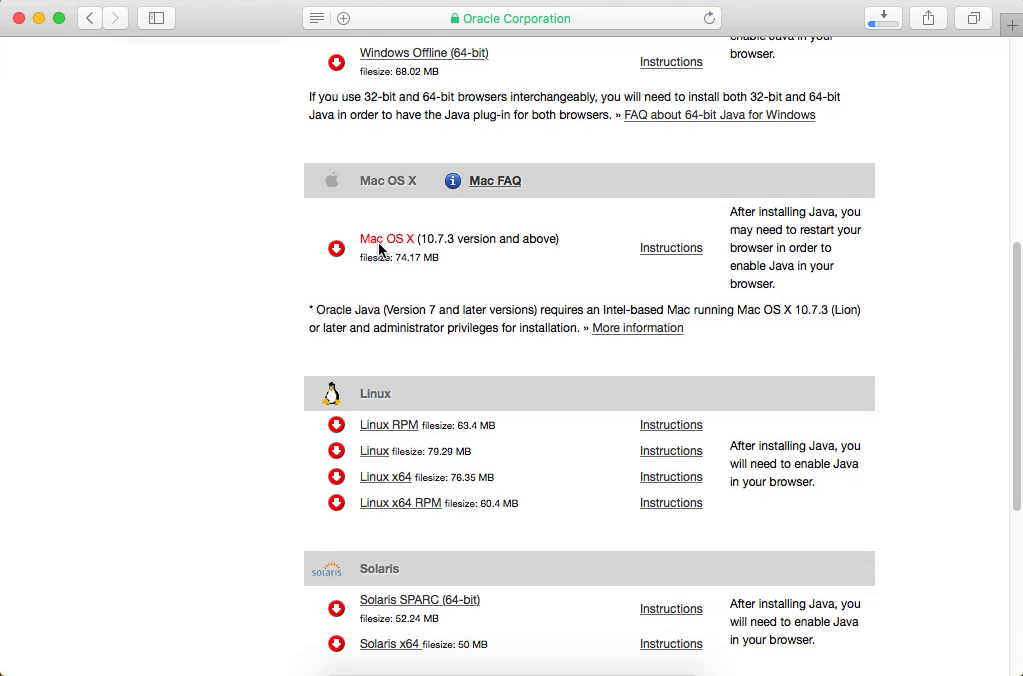 Oracle Corporation
enable Java in your
browser.
Windows Offline (64-bit)
filesize: 68.02 MB
Instructions
If you use 32-bit and 64-bit browsers interchangeably, you will need to install both 32-bit and 64-bit
Java in order to have the Java plug-in for both browsers. » FAQ about 64-bit Java for Windows
Mac OS X
Mac FAQ
Mac OS X (10.7.3 version and above)
filesize: 74.17 MB
Instructions
After installing Java, you
may need to restart your
browser in order to
enable Java in your
browser.
* Oracle Java (Version 7 and later versions) requires an Intel-based Mac running Mac OS X 10.7.3 (Lion)
or later and administrator privileges for installation. » More information
Linux
Linux RPM filesize: 63.4 MB Instructions
Linux filesize: 79.29 MB Instructions
Linux x64 filesize: 76.35 MB Instructions
Linux x64 RPM filesize: 60.4 MB Instructions
After installing Java, you
will need to enable Java
in your browser.
solaris
Solaris
Solaris SPARC (64-bit)
filesize: 52.24 MB
Instructions
Solaris x64 filesize: 50 MB Instructions
After installing Java, you
will need to enable Java
in your browser.